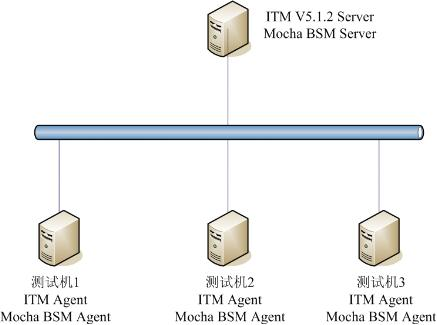 ITM V5.1.2 Server
Mocha BSM Server
测试机1
ITM Agent
Mocha BSM Agent
测试机2
ITM Agent
Mocha BSM Agent
测试机3
ITM Agent
Mocha BSM Agent